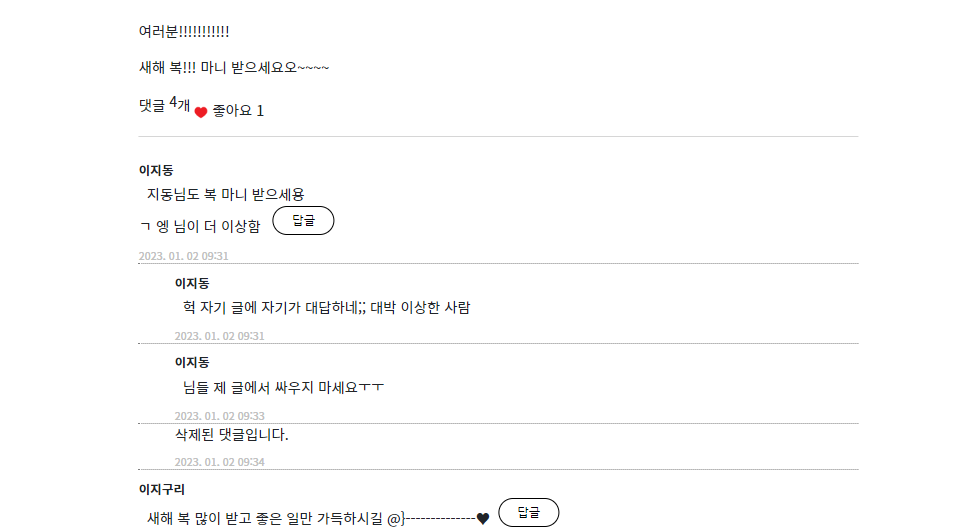 여러분!!!!!!!!!!!
새해 복!!! 마니 받으세요오~~~~
댓글 4개 ♥ 좋아요 1
이지동
지동님도 복 마니 받으세용
ㄱ 엥 님이 더 이상함 답글
2023. 01. 02 09:31
이지동
헉 자기 글에 자기가 대답하네;; 대박 이상한 사람
2023. 01. 02 09:31
이지동
님들 제 글에서 싸우지 마세요ㅜㅜ
2023. 01. 02 09:33
삭제된 댓글입니다.
2023. 01. 02 09:34
이지구리
새해 복 많이 받고 좋은 일만 가득하시길 @}--------------♥ 답글